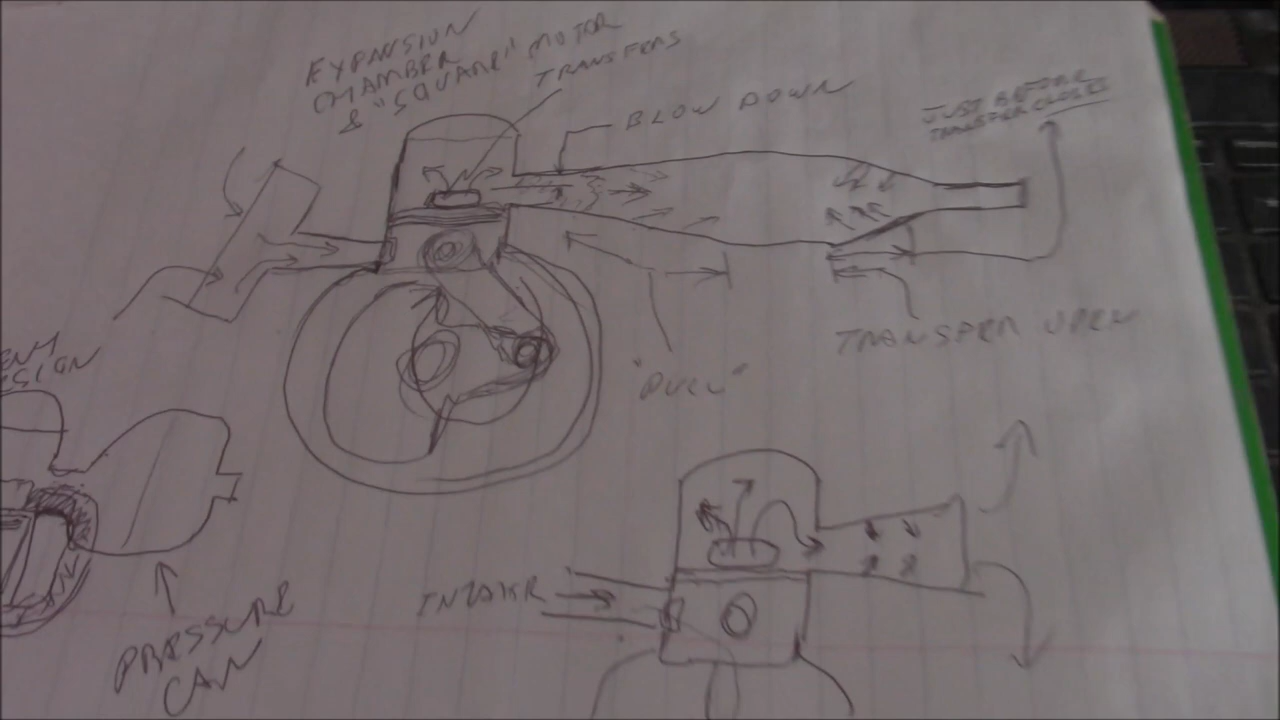 EXPANSION
CHAMBER
& "SQUARE" MOTOR
TRANSFERS
BLOW DOWN
JUST BEFORE
TRANSFER CLOSES
TRANSFER OPEN
"PULL"
INTAKE
PRESSURE
CAN